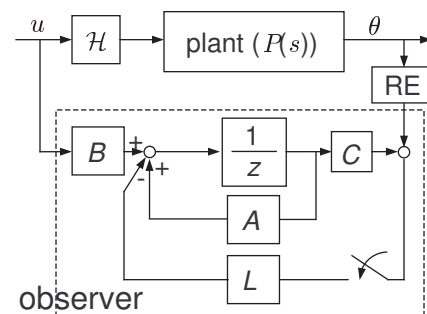 u
ℋ
plant (P(s))
θ
RE
B
+
+
-
1
z
C
A
L
observer